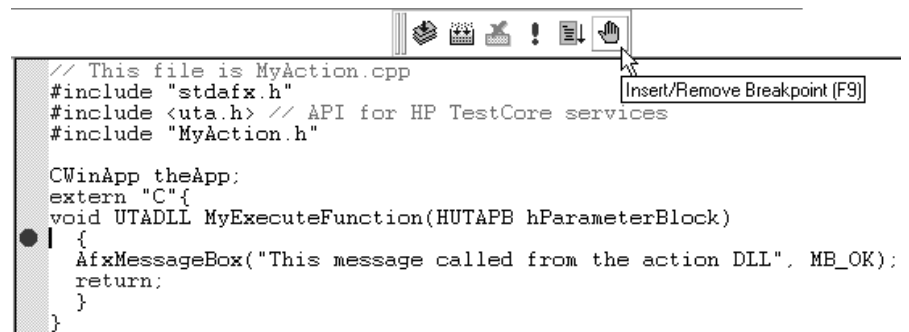 Insert/Remove Breakpoint (F9)
// This file is MyAction.cpp
#include "stdafx.h"
#include <uta.h> // API for HP TestCore services
#include "MyAction.h"
CWinApp theApp;
extern "C"{
void UTADLL MyExecuteFunction(HUTAPB hParameterBlock)
{
AfxMessageBox("This message called from the action DLL", MB_OK);
return;
}
}